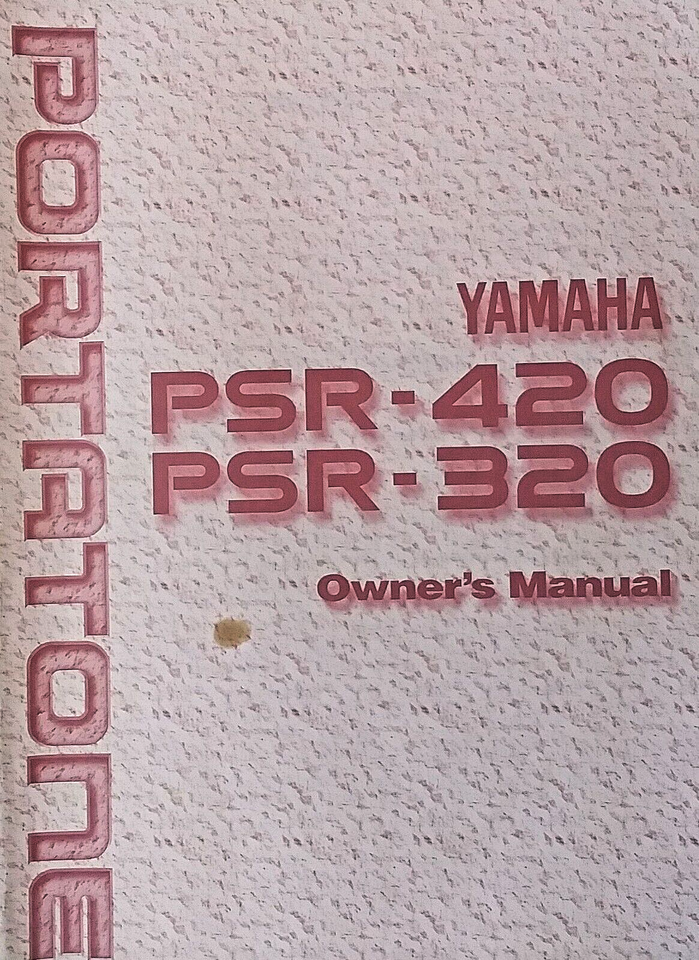 PORTATONE
YAMAHA
PSR-420
PSR-320
Owner's Manual